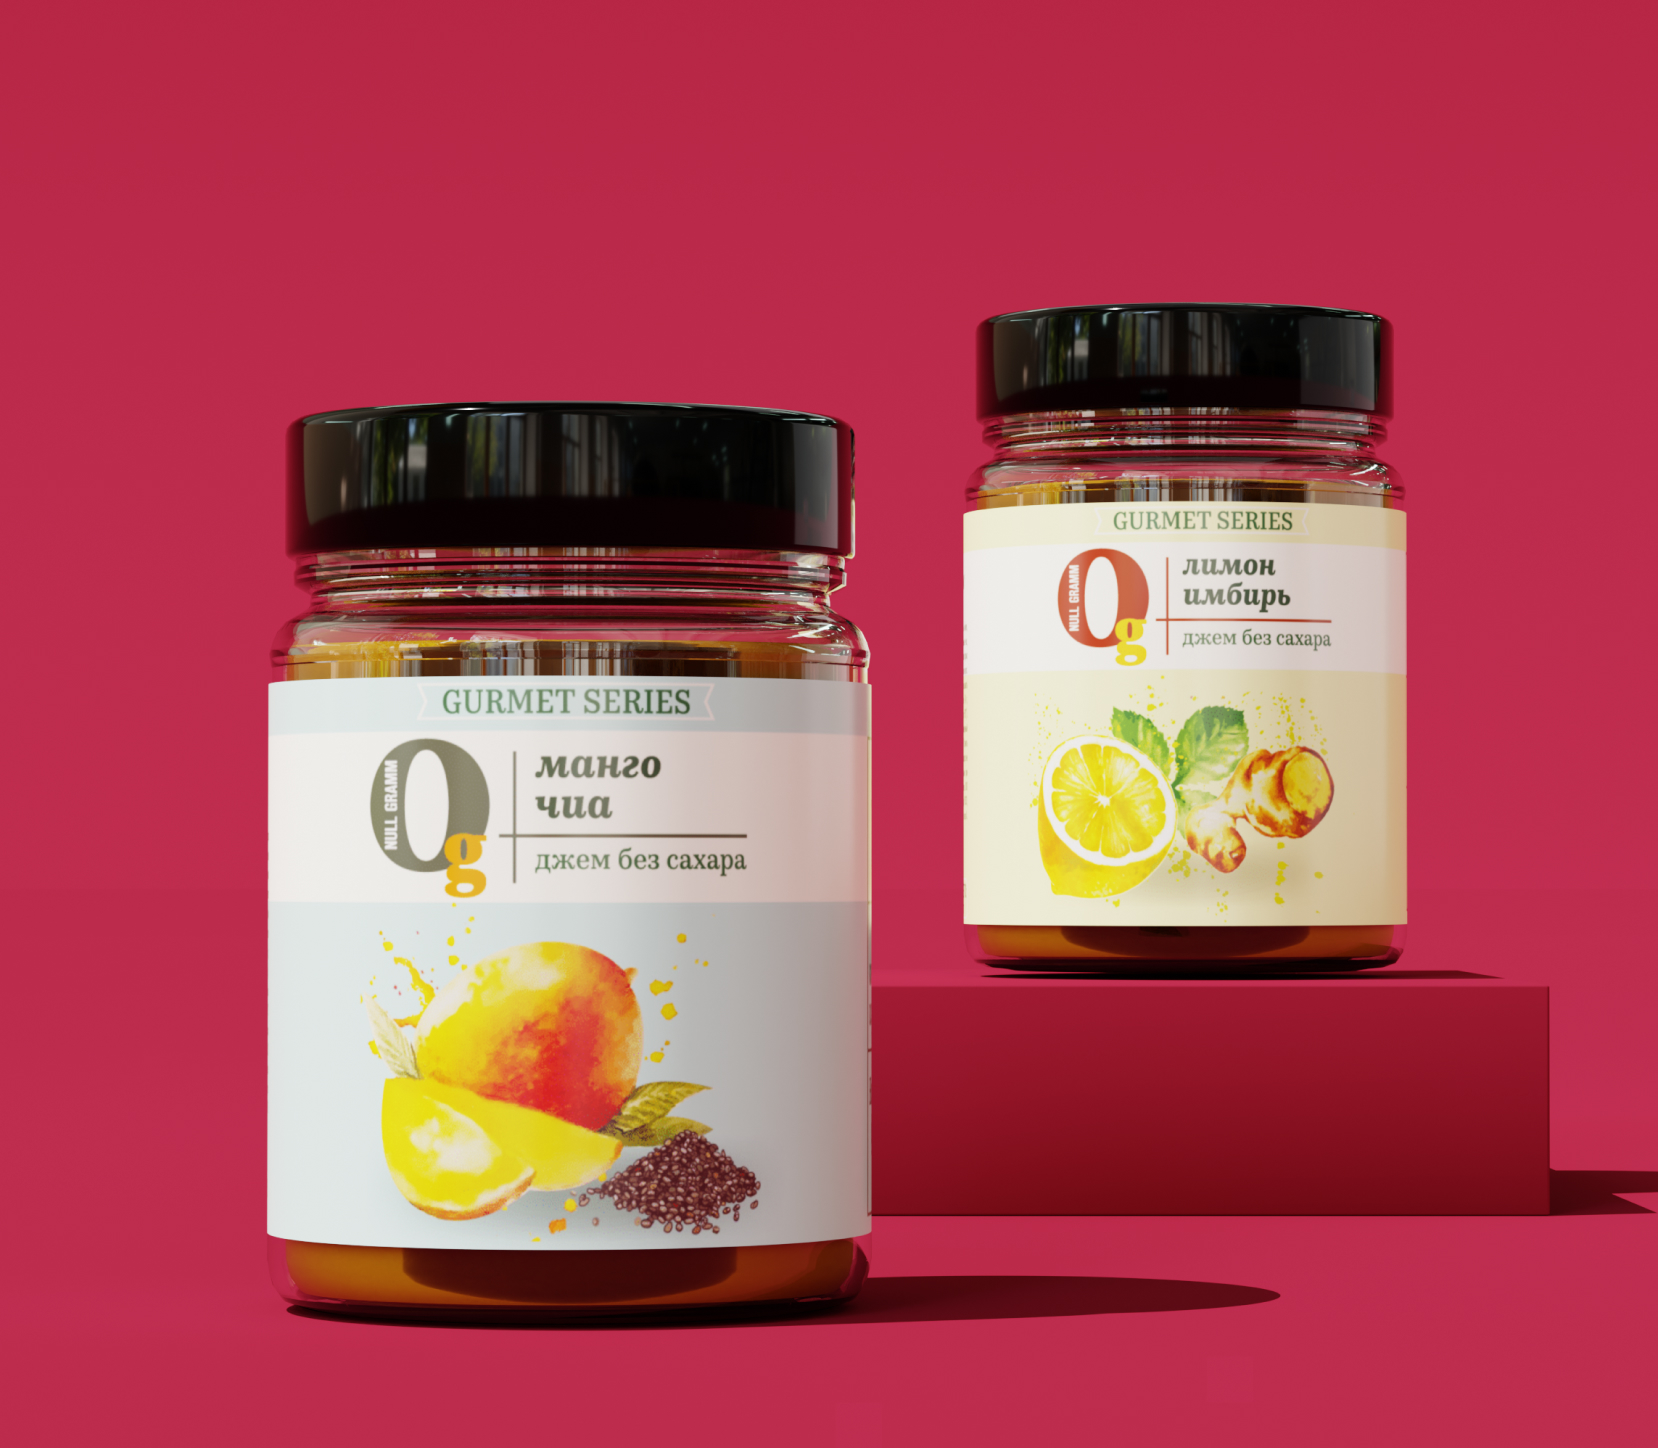 GURMET SERIES
NULL GRAMM
0g
манго
чиа
джем без сахара
GURMET SERIES
NULL GRAMM
0g
лимон
имбирь
джем без сахара